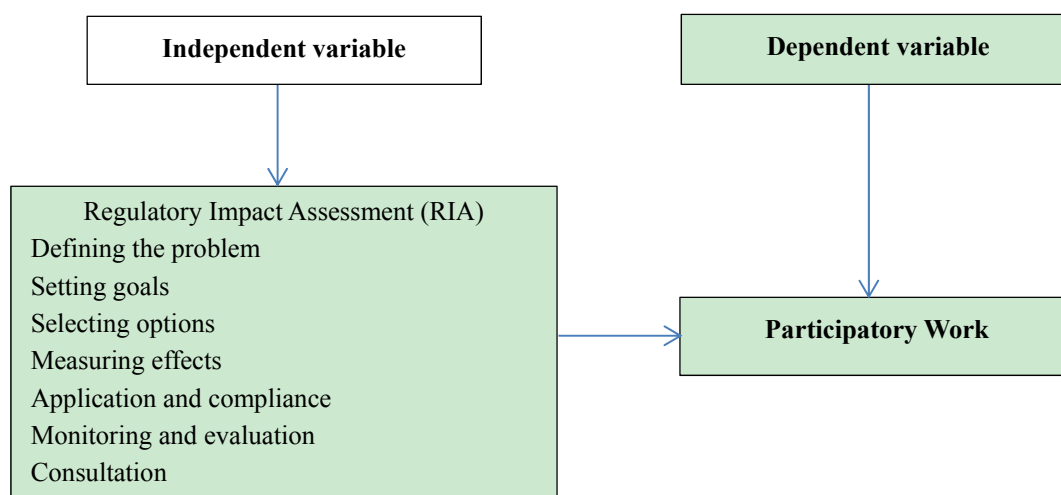 Independent variable
Dependent variable
Regulatory Impact Assessment (RIA)
Defining the problem
Setting goals
Selecting options
Measuring effects
Application and compliance
Monitoring and evaluation
Consultation
Participatory Work